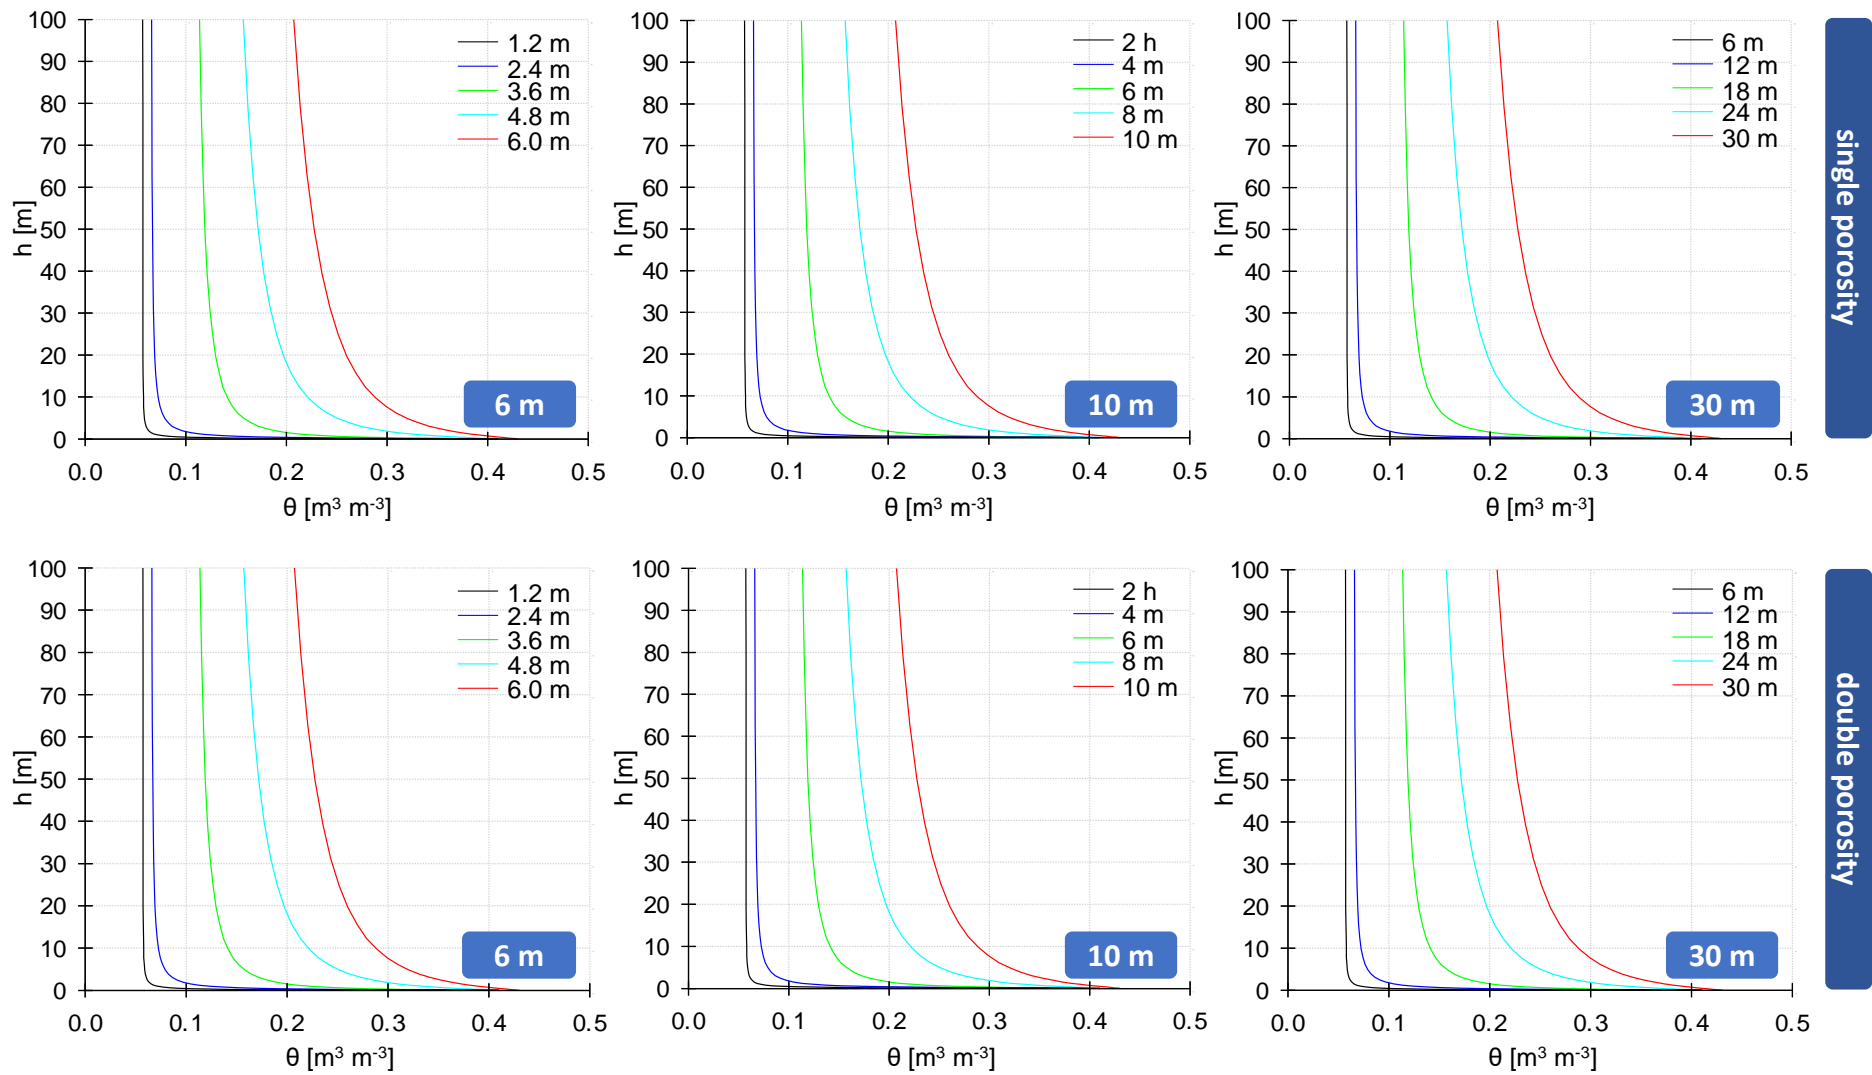 100
90
80
70
60
50
40
30
20
10
0
h [m]
1.2 m
2.4 m
3.6 m
4.8 m
6.0 m
6 m
0.0 0.1 0.2 0.3 0.4 0.5
θ [m³ m⁻³]
100
90
80
70
60
50
40
30
20
10
0
h [m]
2 h
4 m
6 m
8 m
10 m
10 m
0.0 0.1 0.2 0.3 0.4 0.5
θ [m³ m⁻³]
100
90
80
70
60
50
40
30
20
10
0
h [m]
6 m
12 m
18 m
24 m
30 m
30 m
0.0 0.1 0.2 0.3 0.4 0.5
θ [m³ m⁻³]
single porosity
100
90
80
70
60
50
40
30
20
10
0
h [m]
1.2 m
2.4 m
3.6 m
4.8 m
6.0 m
6 m
0.0 0.1 0.2 0.3 0.4 0.5
θ [m³ m⁻³]
100
90
80
70
60
50
40
30
20
10
0
h [m]
2 h
4 m
6 m
8 m
10 m
10 m
0.0 0.1 0.2 0.3 0.4 0.5
θ [m³ m⁻³]
100
90
80
70
60
50
40
30
20
10
0
h [m]
6 m
12 m
18 m
24 m
30 m
30 m
0.0 0.1 0.2 0.3 0.4 0.5
θ [m³ m⁻³]
double porosity